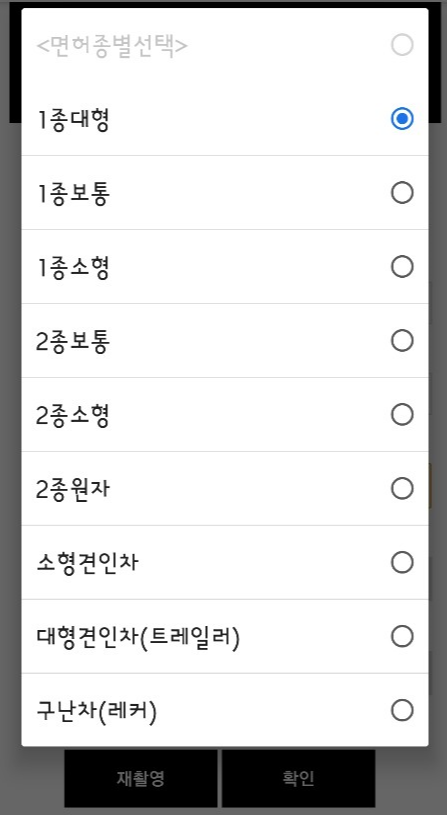 <면허종별선택>
1종대형
1종보통
1종소형
2종보통
2종소형
2종원자
소형견인차
대형견인차(트레일러)
구난차(레커)
재촬영 확인